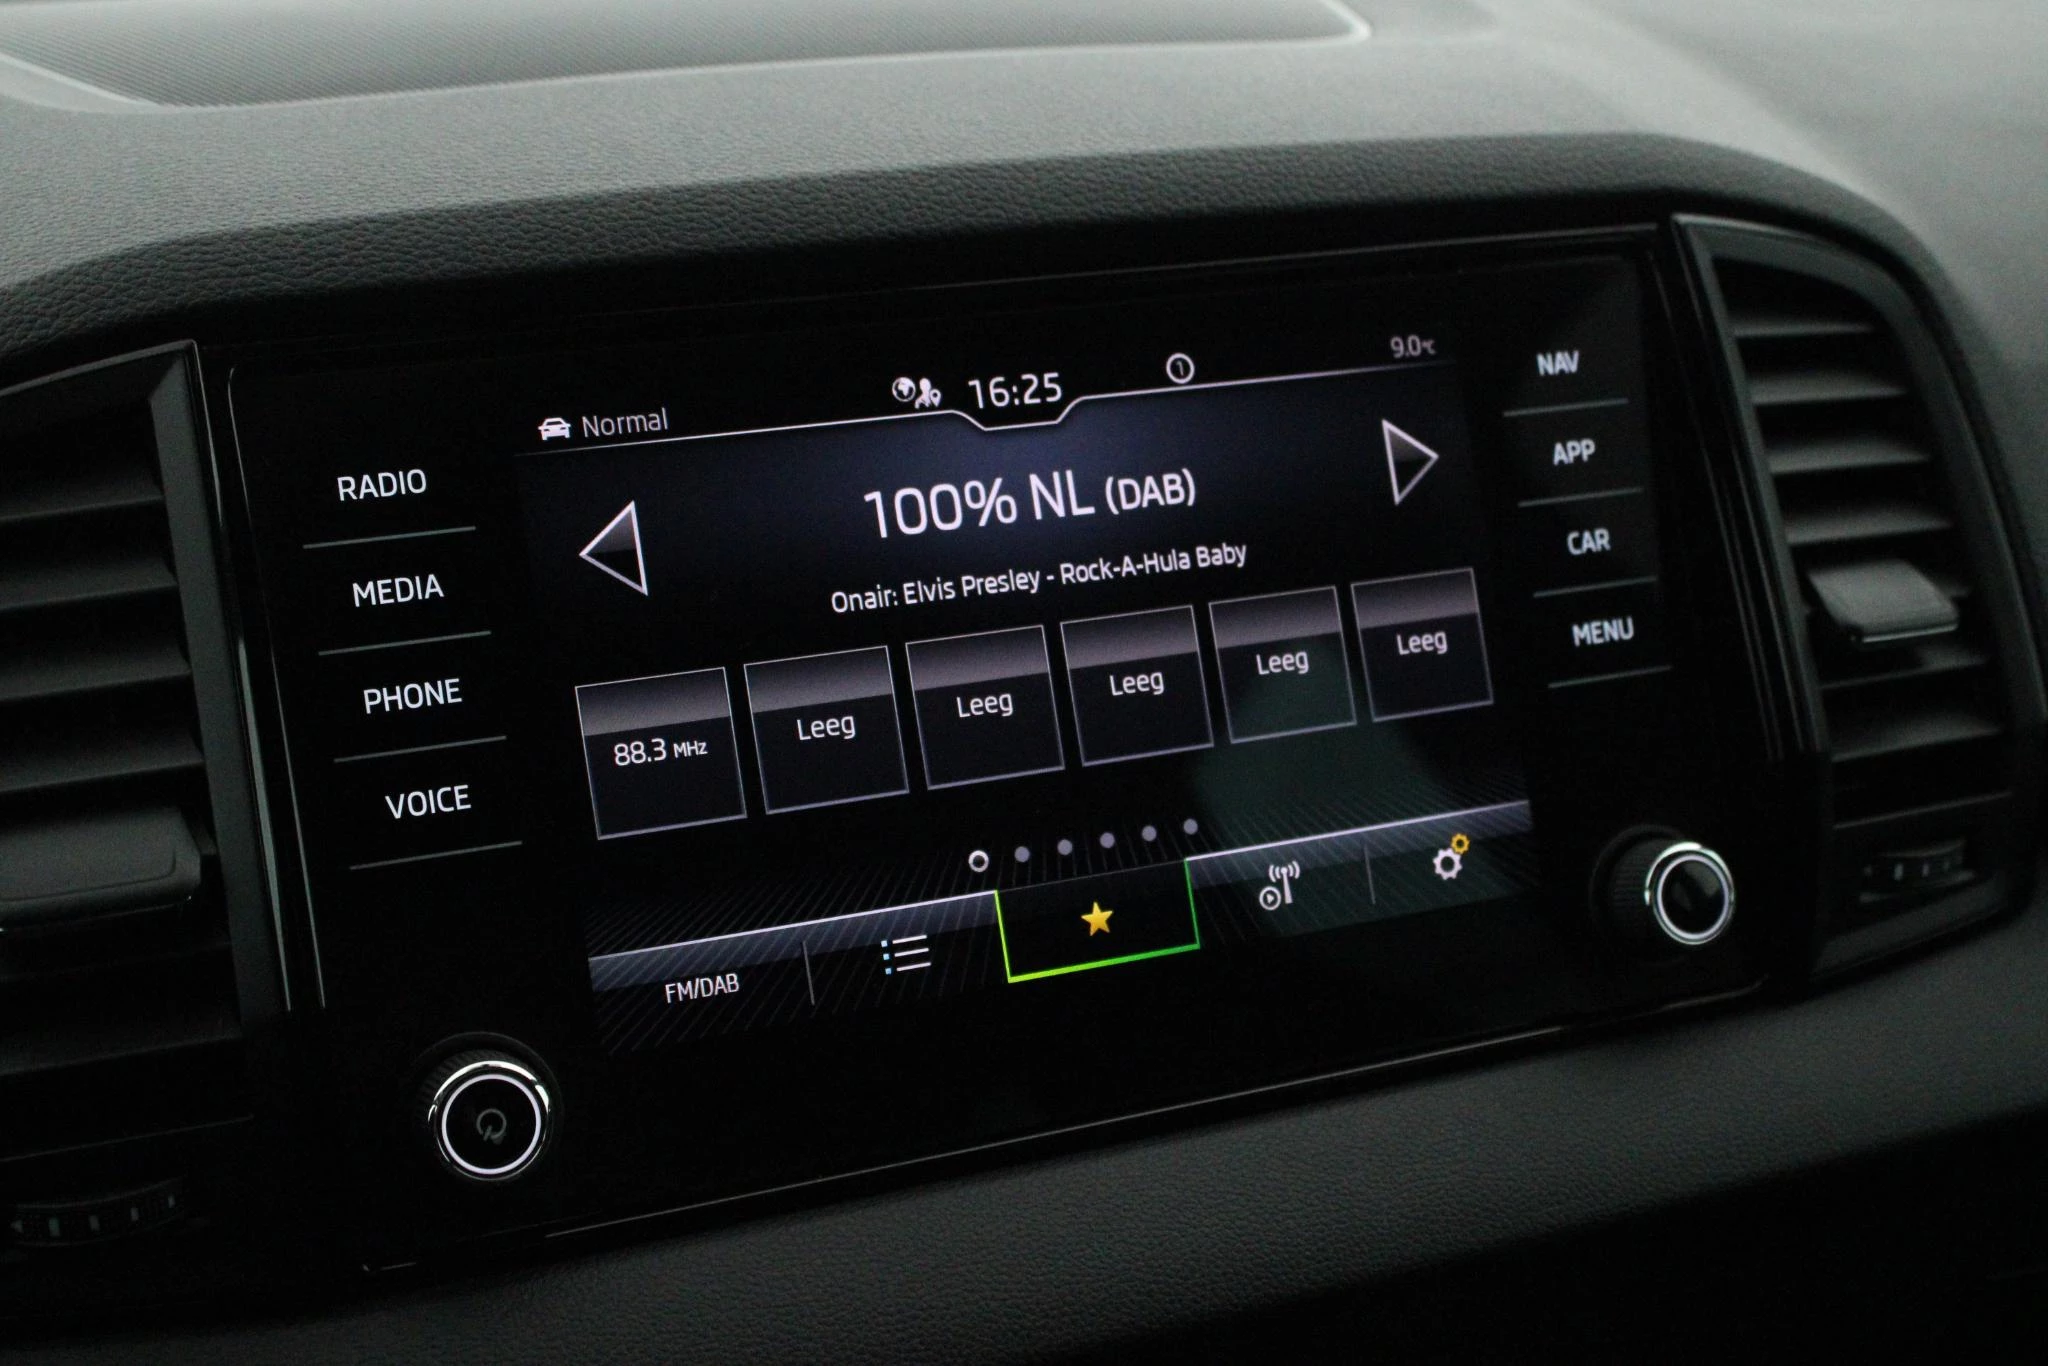 Normal
16:25
1
9.0°C
RADIO
MEDIA
PHONE
VOICE
100% NL (DAB)
Onair: Elvis Presley - Rock-A-Hula Baby
88.3 MHz
Leeg
Leeg
Leeg
Leeg
Leeg
FM/DAB
NAV
APP
CAR
MENU